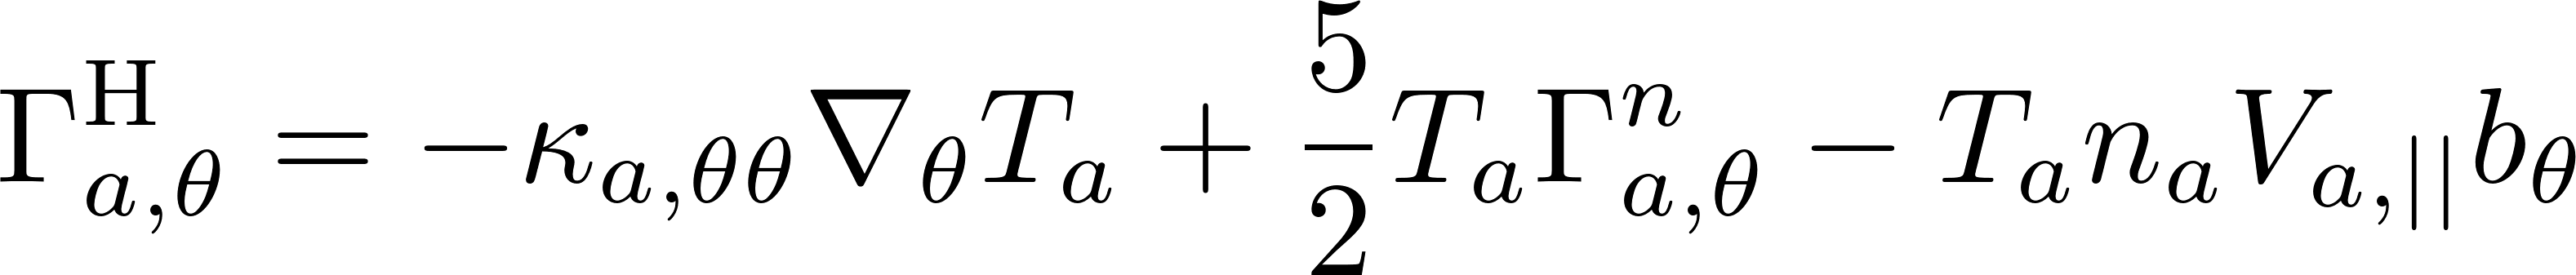 $\Gamma^{\mathrm{H}}_{a,\theta} = -\kappa_{a,\theta\theta} \nabla_{\theta} T_a + \frac{5}{2} T_a \Gamma^{n}_{a,\theta} - T_a n_a V_{a,\parallel} b_{\theta}$